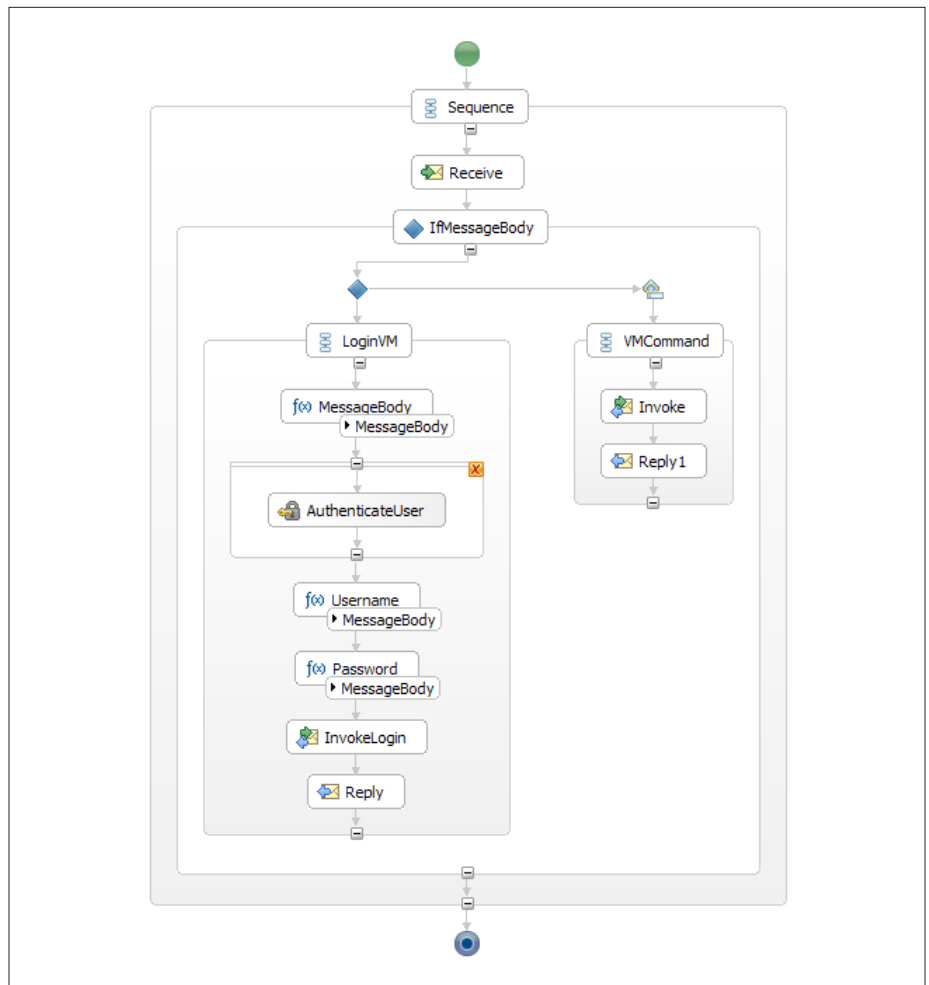 Sequence
Receive
IfMessageBody
LoginVM
f(x) MessageBody
MessageBody
AuthenticateUser
f(x) Username
MessageBody
f(x) Password
MessageBody
InvokeLogin
Reply
VMCommand
Invoke
Reply1